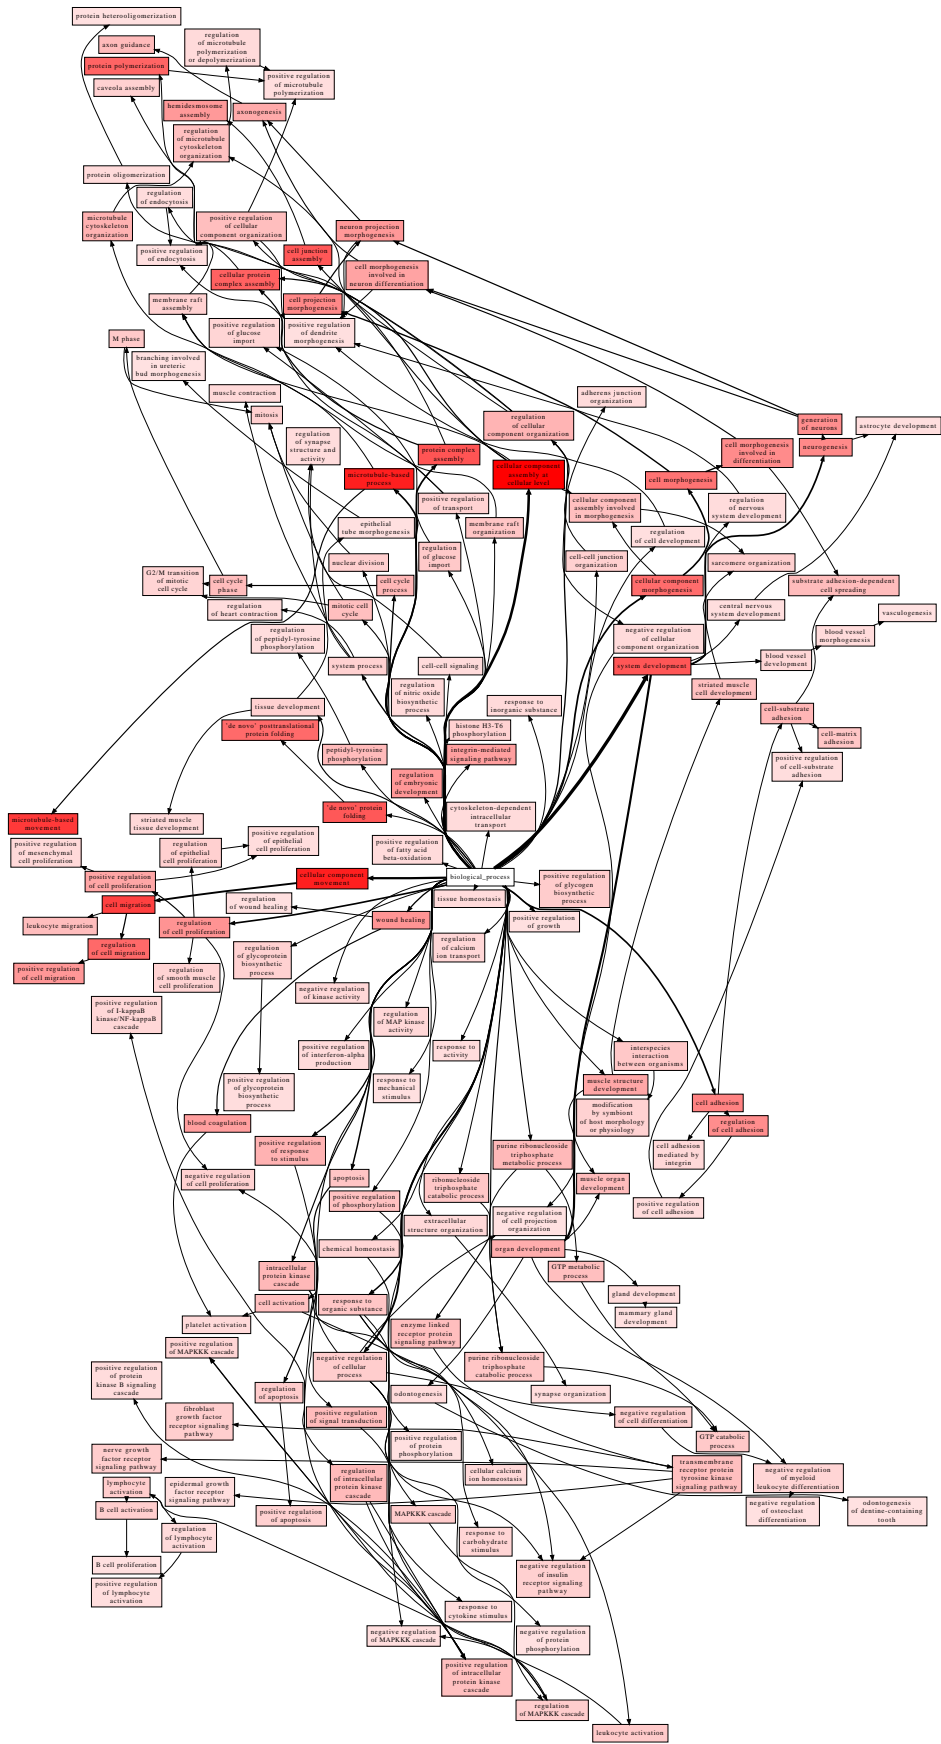 protein heterooligomerization
axon guidance
regulation
of microtubule
polymerization
or depolymerization
protein polymerization
positive regulation
of microtubule
polymerization
caveola assembly
hemidesmosome
assembly
axonogenesis
regulation
of microtubule
cytoskeleton
organization
protein oligomerization
regulation
of endocytosis
microtubule
cytoskeleton
organization
positive regulation
of cellular
component organization
neuron projection
morphogenesis
positive regulation
of endocytosis
cell junction
assembly
cellular protein
complex assembly
cell morphogenesis
involved in
neuron differentiation
membrane raft
assembly
cell projection
morphogenesis
positive regulation
of glucose
import
positive regulation
of dendrite
morphogenesis
M phase
branching involved
in ureteric
bud morphogenesis
muscle contraction
adherens junction
organization
mitosis
regulation
of cellular
component organization
generation
of neurons
astrocyte development
regulation
of synapse
structure and
activity
protein complex
assembly
cell morphogenesis
involved in
differentiation
neurogenesis
microtubule-based
process
cellular component
assembly at
cellular level
cell morphogenesis
positive regulation
of transport
cellular component
assembly involved
in morphogenesis
regulation
of nervous
system development
epithelial
tube morphogenesis
membrane raft
organization
regulation
of cell development
nuclear division
regulation
of glucose
import
cell-cell junction
organization
sarcomere organization
G2/M transition
of mitotic
cell cycle
cell cycle
phase
cell cycle
process
cellular component
morphogenesis
substrate adhesion-dependent
cell spreading
regulation
of heart contraction
mitotic cell
cycle
central nervous
system development
vasculogenesis
regulation
of peptidyl-tyrosine
phosphorylation
negative regulation
of cellular
component organization
blood vessel
morphogenesis
system process
cell-cell signaling
system development
blood vessel
development
regulation
of nitric oxide
biosynthetic
process
response to
inorganic substance
striated muscle
cell development
tissue development
cell-substrate
adhesion
'de novo' posttranslational
protein folding
histone H3-T6
phosphorylation
cell-matrix
adhesion
peptidyl-tyrosine
phosphorylation
integrin-mediated
signaling pathway
positive regulation
of cell-substrate
adhesion
regulation
of embryonic
development
microtubule-based
movement
striated muscle
tissue development
'de novo' protein
folding
cytoskeleton-dependent
intracellular
transport
positive regulation
of mesenchymal
cell proliferation
regulation
of epithelial
cell proliferation
positive regulation
of epithelial
cell proliferation
positive regulation
of fatty acid
beta-oxidation
positive regulation
of cell proliferation
cellular component
movement
biological_process
positive regulation
of glycogen
biosynthetic
process
cell migration
regulation
of wound healing
tissue homeostasis
leukocyte migration
regulation
of cell proliferation
wound healing
positive regulation
of growth
regulation
of cell migration
regulation
of glycoprotein
biosynthetic
process
regulation
of calcium
ion transport
positive regulation
of cell migration
regulation
of smooth muscle
cell proliferation
negative regulation
of kinase activity
positive regulation
of I-kappaB
kinase/NF-kappaB
cascade
regulation
of MAP kinase
activity
positive regulation
of interferon-alpha
production
response to
activity
interspecies
interaction
between organisms
positive regulation
of glycoprotein
biosynthetic
process
response to
mechanical
stimulus
muscle structure
development
modification
by symbiont
of host morphology
or physiology
cell adhesion
blood coagulation
regulation
of cell adhesion
positive regulation
of response
to stimulus
purine ribonucleoside
triphosphate
metabolic process
cell adhesion
mediated by
integrin
negative regulation
of cell proliferation
apoptosis
ribonucleoside
triphosphate
catabolic process
muscle organ
development
positive regulation
of phosphorylation
positive regulation
of cell adhesion
extracellular
structure organization
negative regulation
of cell projection
organization
chemical homeostasis
organ development
intracellular
protein kinase
cascade
GTP metabolic
process
gland development
cell activation
response to
organic substance
mammary gland
development
platelet activation
enzyme linked
receptor protein
signaling pathway
positive regulation
of MAPKKK cascade
negative regulation
of cellular
process
purine ribonucleoside
triphosphate
catabolic process
positive regulation
of protein
kinase B signaling
cascade
regulation
of apoptosis
odontogenesis
synapse organization
fibroblast
growth factor
receptor signaling
pathway
positive regulation
of signal transduction
negative regulation
of cell differentiation
positive regulation
of protein
phosphorylation
GTP catabolic
process
nerve growth
factor receptor
signaling pathway
regulation
of intracellular
protein kinase
cascade
cellular calcium
ion homeostasis
transmembrane
receptor protein
tyrosine kinase
signaling pathway
negative regulation
of myeloid
leukocyte differentiation
lymphocyte
activation
epidermal growth
factor receptor
signaling pathway
B cell activation
positive regulation
of apoptosis
MAPKKK cascade
negative regulation
of osteoclast
differentiation
odontogenesis
of dentine-containing
tooth
regulation
of lymphocyte
activation
response to
carbohydrate
stimulus
B cell proliferation
negative regulation
of insulin
receptor signaling
pathway
positive regulation
of lymphocyte
activation
response to
cytokine stimulus
negative regulation
of MAPKKK cascade
negative regulation
of protein
phosphorylation
positive regulation
of intracellular
protein kinase
cascade
regulation
of MAPKKK cascade
leukocyte activation